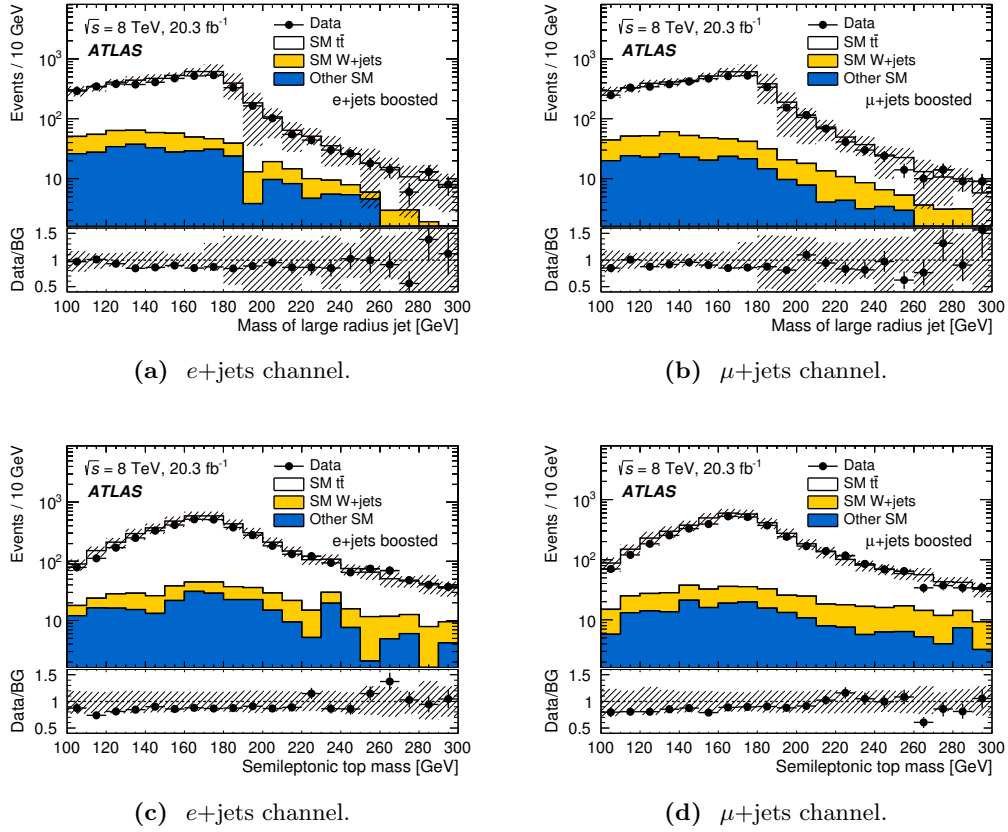 Events / 10 GeV
√s = 8 TeV, 20.3 fb⁻¹
ATLAS
Data
SM tt̄
SM W+jets
Other SM
e+jets boosted
10³
10²
10
Data/BG
1.5
1
0.5
100 120 140 160 180 200 220 240 260 280 300
Mass of large radius jet [GeV]
(a) e+jets channel.
Events / 10 GeV
√s = 8 TeV, 20.3 fb⁻¹
ATLAS
Data
SM tt̄
SM W+jets
Other SM
μ+jets boosted
10³
10²
10
Data/BG
1.5
1
0.5
100 120 140 160 180 200 220 240 260 280 300
Mass of large radius jet [GeV]
(b) μ+jets channel.
Events / 10 GeV
√s = 8 TeV, 20.3 fb⁻¹
ATLAS
Data
SM tt̄
SM W+jets
Other SM
e+jets boosted
10³
10²
10
Data/BG
1.5
1
0.5
100 120 140 160 180 200 220 240 260 280 300
Semileptonic top mass [GeV]
(c) e+jets channel.
Events / 10 GeV
√s = 8 TeV, 20.3 fb⁻¹
ATLAS
Data
SM tt̄
SM W+jets
Other SM
μ+jets boosted
10³
10²
10
Data/BG
1.5
1
0.5
100 120 140 160 180 200 220 240 260 280 300
Semileptonic top mass [GeV]
(d) μ+jets channel.